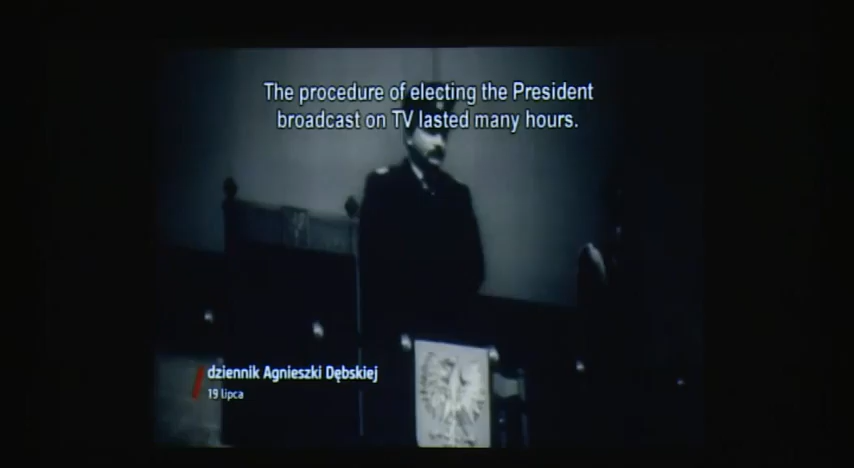 The procedure of electing the President
broadcast on TV lasted many hours.
dziennik Agnieszki Dębskiej
19 lipca